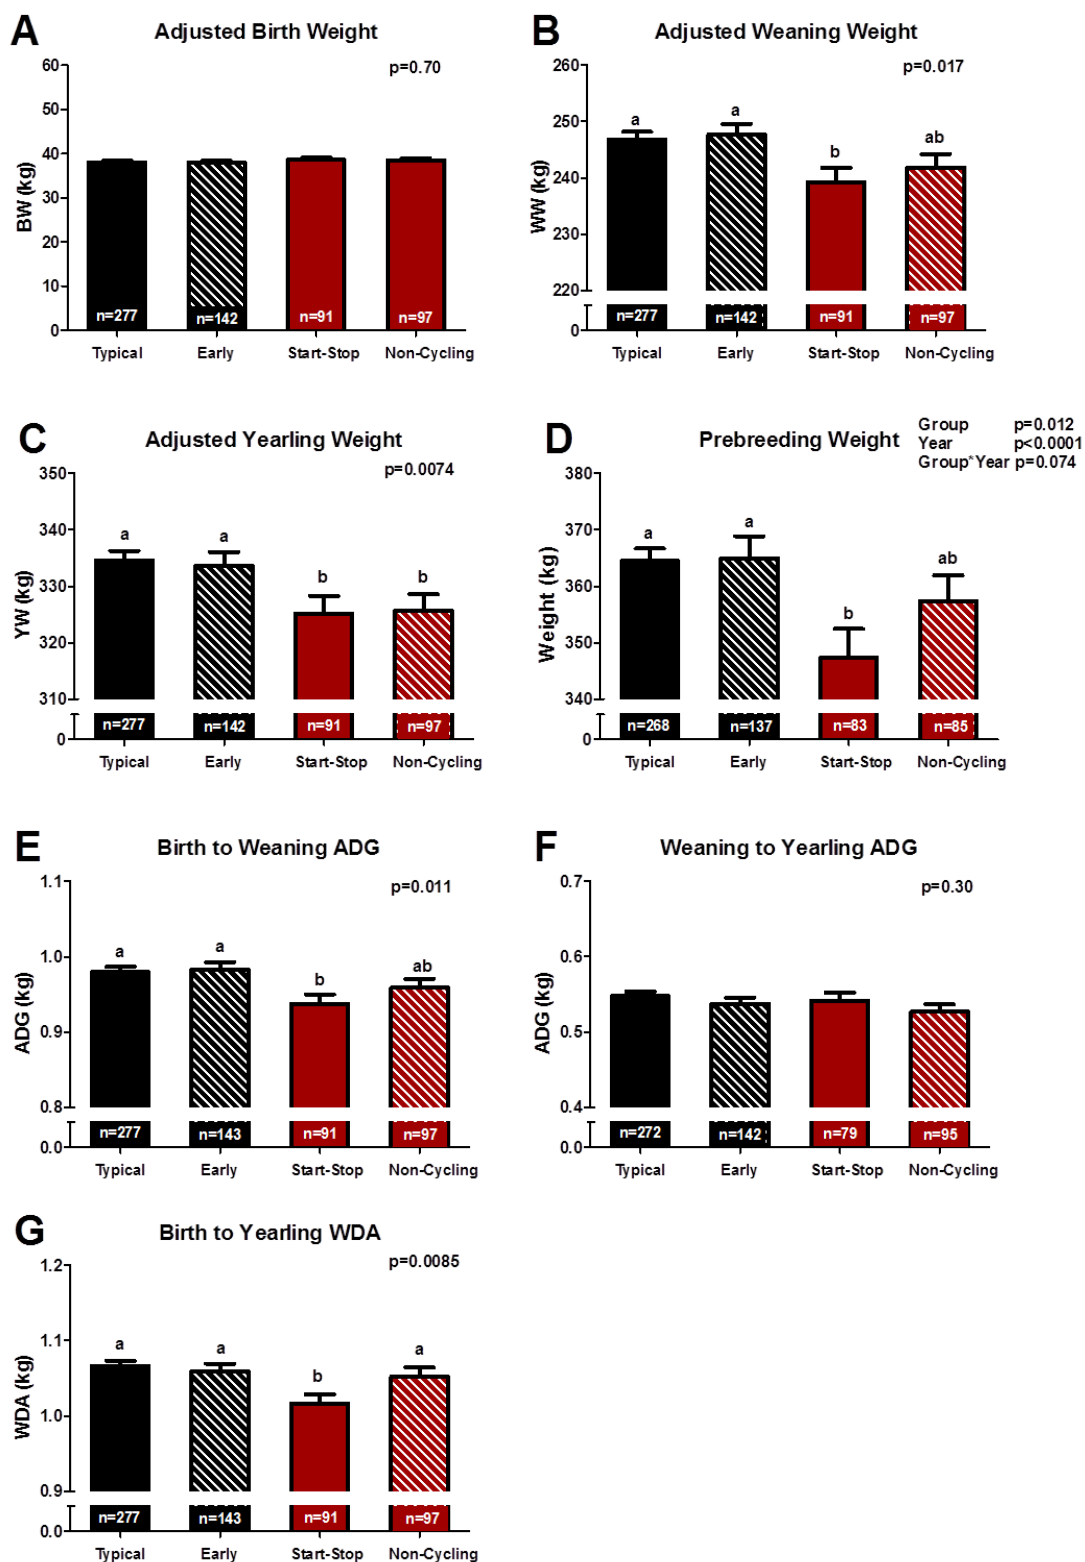 A
Adjusted Birth Weight
p=0.70
BW (kg)
60
50
40
30
20
10
0
n=277
n=142
n=91
n=97
Typical
Early
Start-Stop
Non-Cycling
B
Adjusted Weaning Weight
p=0.017
WW (kg)
260
250
240
230
220
0
a
a
b
ab
n=277
n=142
n=91
n=97
Typical
Early
Start-Stop
Non-Cycling
C
Adjusted Yearling Weight
p=0.0074
YW (kg)
350
340
330
320
310
0
a
a
b
b
n=277
n=142
n=91
n=97
Typical
Early
Start-Stop
Non-Cycling
D
Prebreeding Weight
Group p=0.012
Year p<0.0001
Group*Year p=0.074
Weight (kg)
380
370
360
350
340
0
a
a
b
ab
n=268
n=137
n=83
n=85
Typical
Early
Start-Stop
Non-Cycling
E
Birth to Weaning ADG
p=0.011
ADG (kg)
1.1
1.0
0.9
0.8
0.0
a
a
b
ab
n=277
n=143
n=91
n=97
Typical
Early
Start-Stop
Non-Cycling
F
Weaning to Yearling ADG
p=0.30
ADG (kg)
0.7
0.6
0.5
0.4
0.0
n=272
n=142
n=79
n=95
Typical
Early
Start-Stop
Non-Cycling
G
Birth to Yearling WDA
p=0.0085
WDA (kg)
1.2
1.1
1.0
0.9
0.0
a
a
b
a
n=277
n=143
n=91
n=97
Typical
Early
Start-Stop
Non-Cycling